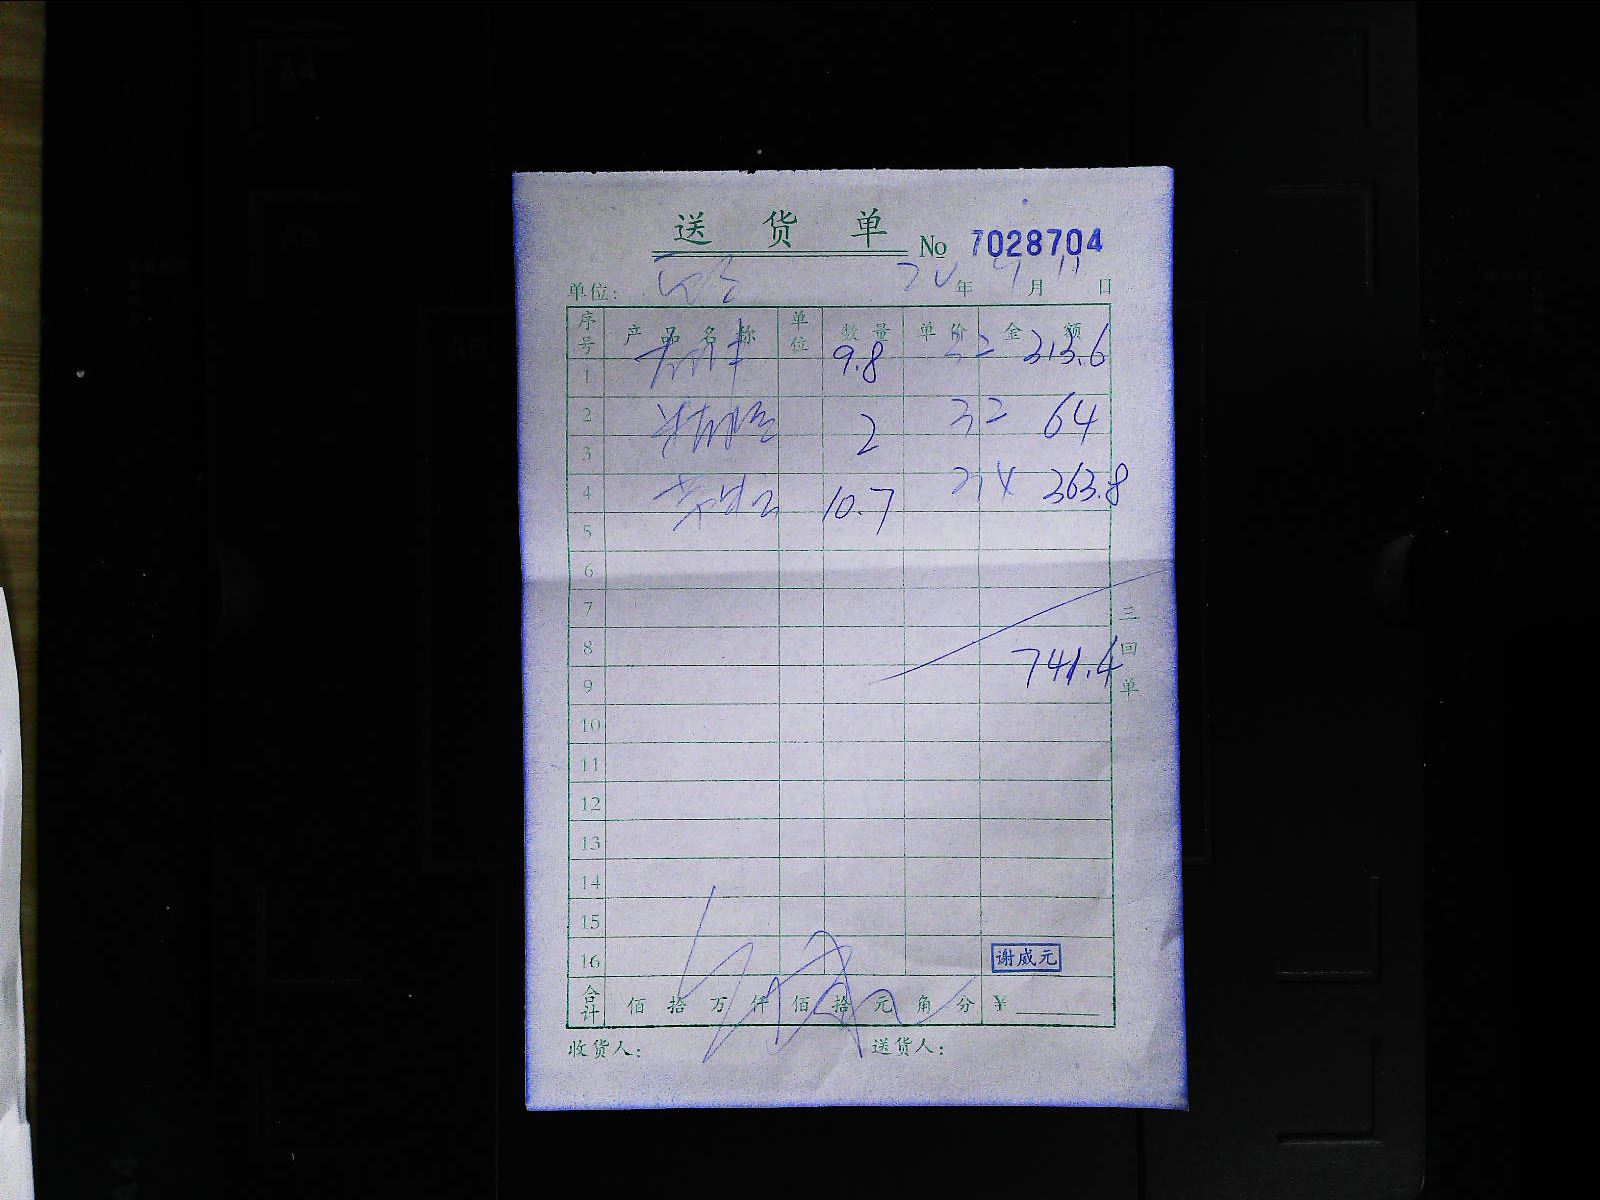 送 货 单 No 7028704
单位: 年 月 11 日
序号 产品名称 单位 数量 单价 金额
1 9.8 32 313.6
2 2 32 64
3
4 10.7 34 363.8
5
6
7
8 741.4
9
10
11
12
13
14
15
16 谢威元
合计 佰 拾 万 仟 佰 拾 元 角 分 ¥
收货人: 送货人:
三回单
A4
A5